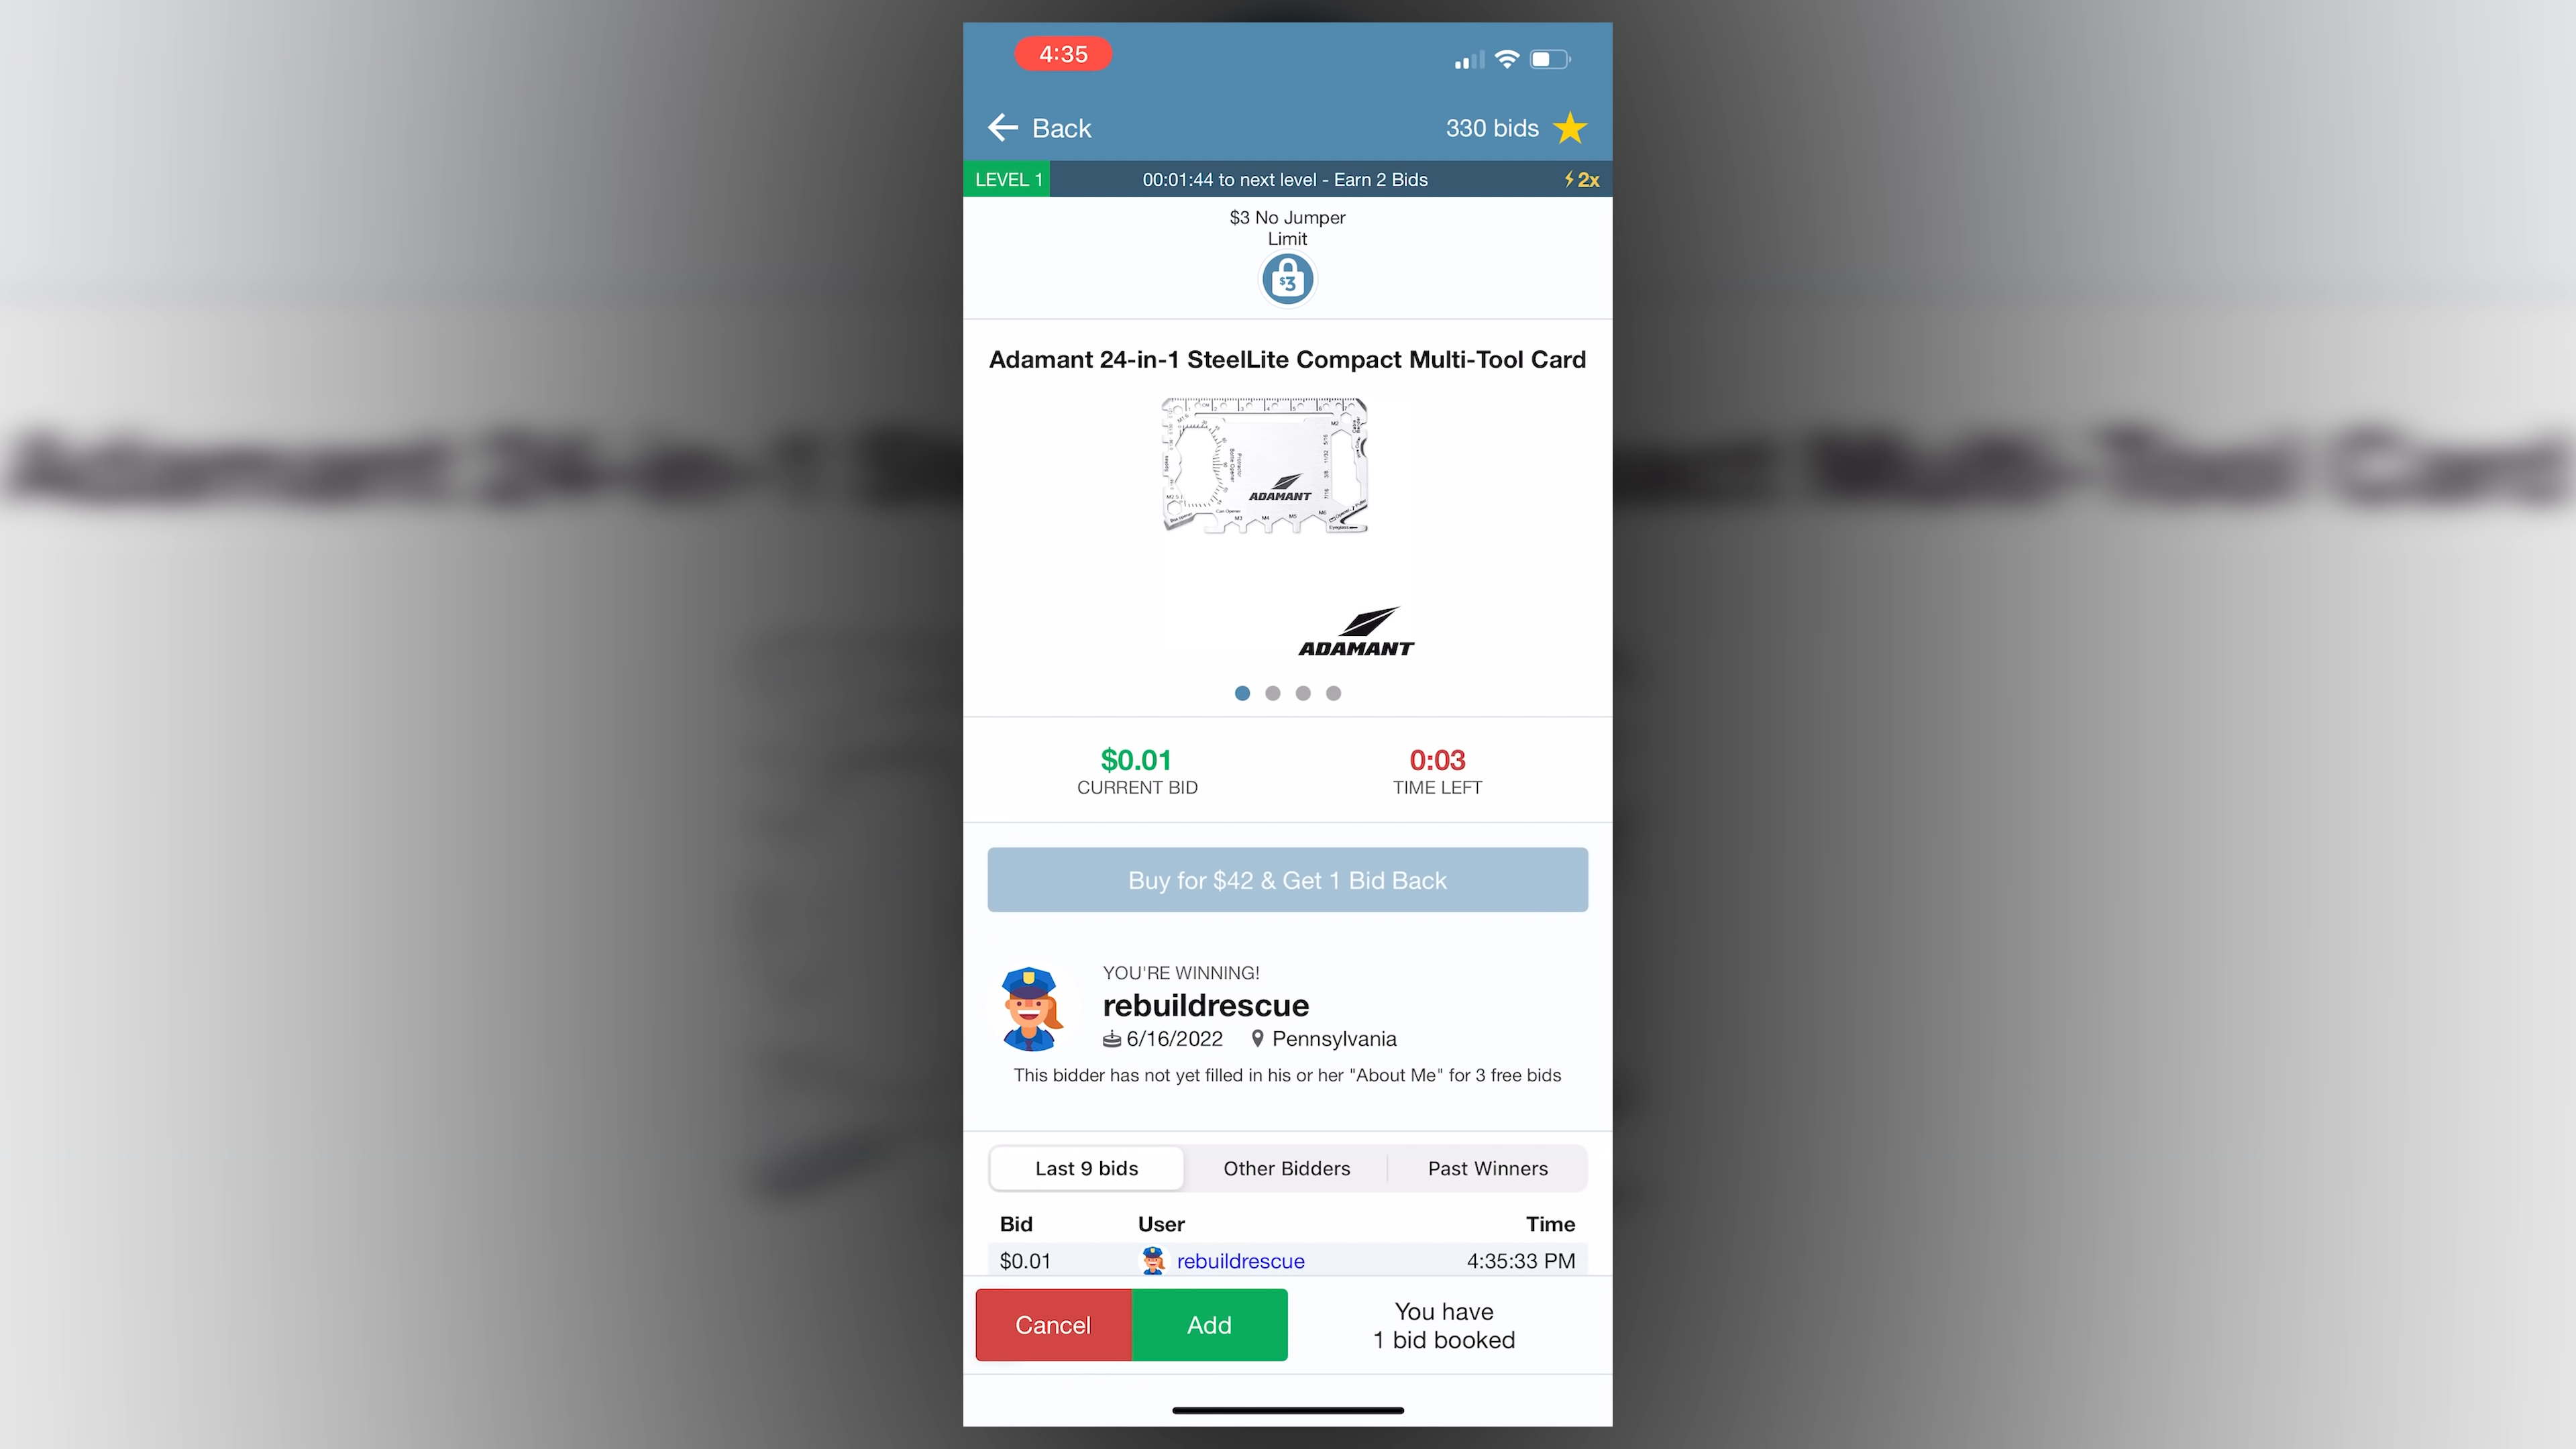 4:35
Back
330 bids
LEVEL 1
00:01:44 to next level - Earn 2 Bids
2x
$3 No Jumper
Limit
$3
Adamant 24-in-1 SteelLite Compact Multi-Tool Card
ADAMANT
ADAMANT
$0.01
CURRENT BID
0:03
TIME LEFT
Buy for $42 & Get 1 Bid Back
YOU'RE WINNING!
rebuildrescue
6/16/2022 Pennsylvania
This bidder has not yet filled in his or her "About Me" for 3 free bids
Last 9 bids
Other Bidders
Past Winners
Bid User Time
$0.01 rebuildrescue 4:35:33 PM
Cancel
Add
You have
1 bid booked